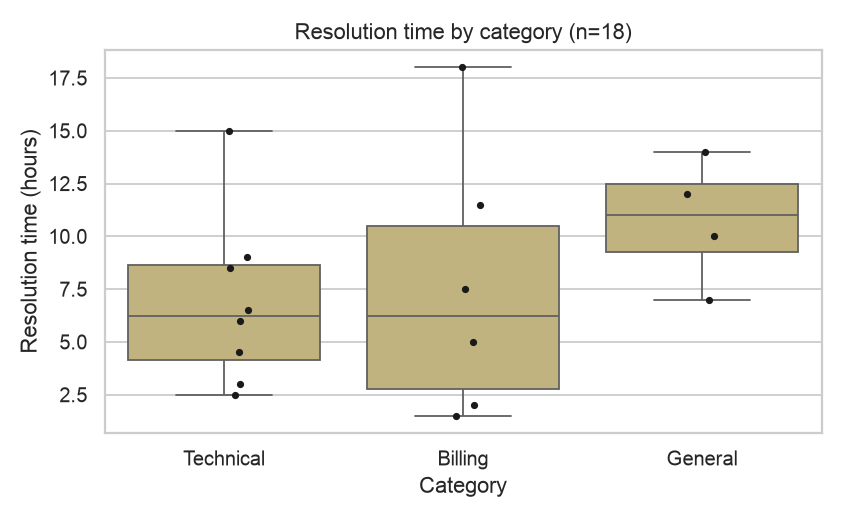 Resolution time by category (n=18)
Resolution time (hours)
17.5
15.0
12.5
10.0
7.5
5.0
2.5
Technical Billing General
Category